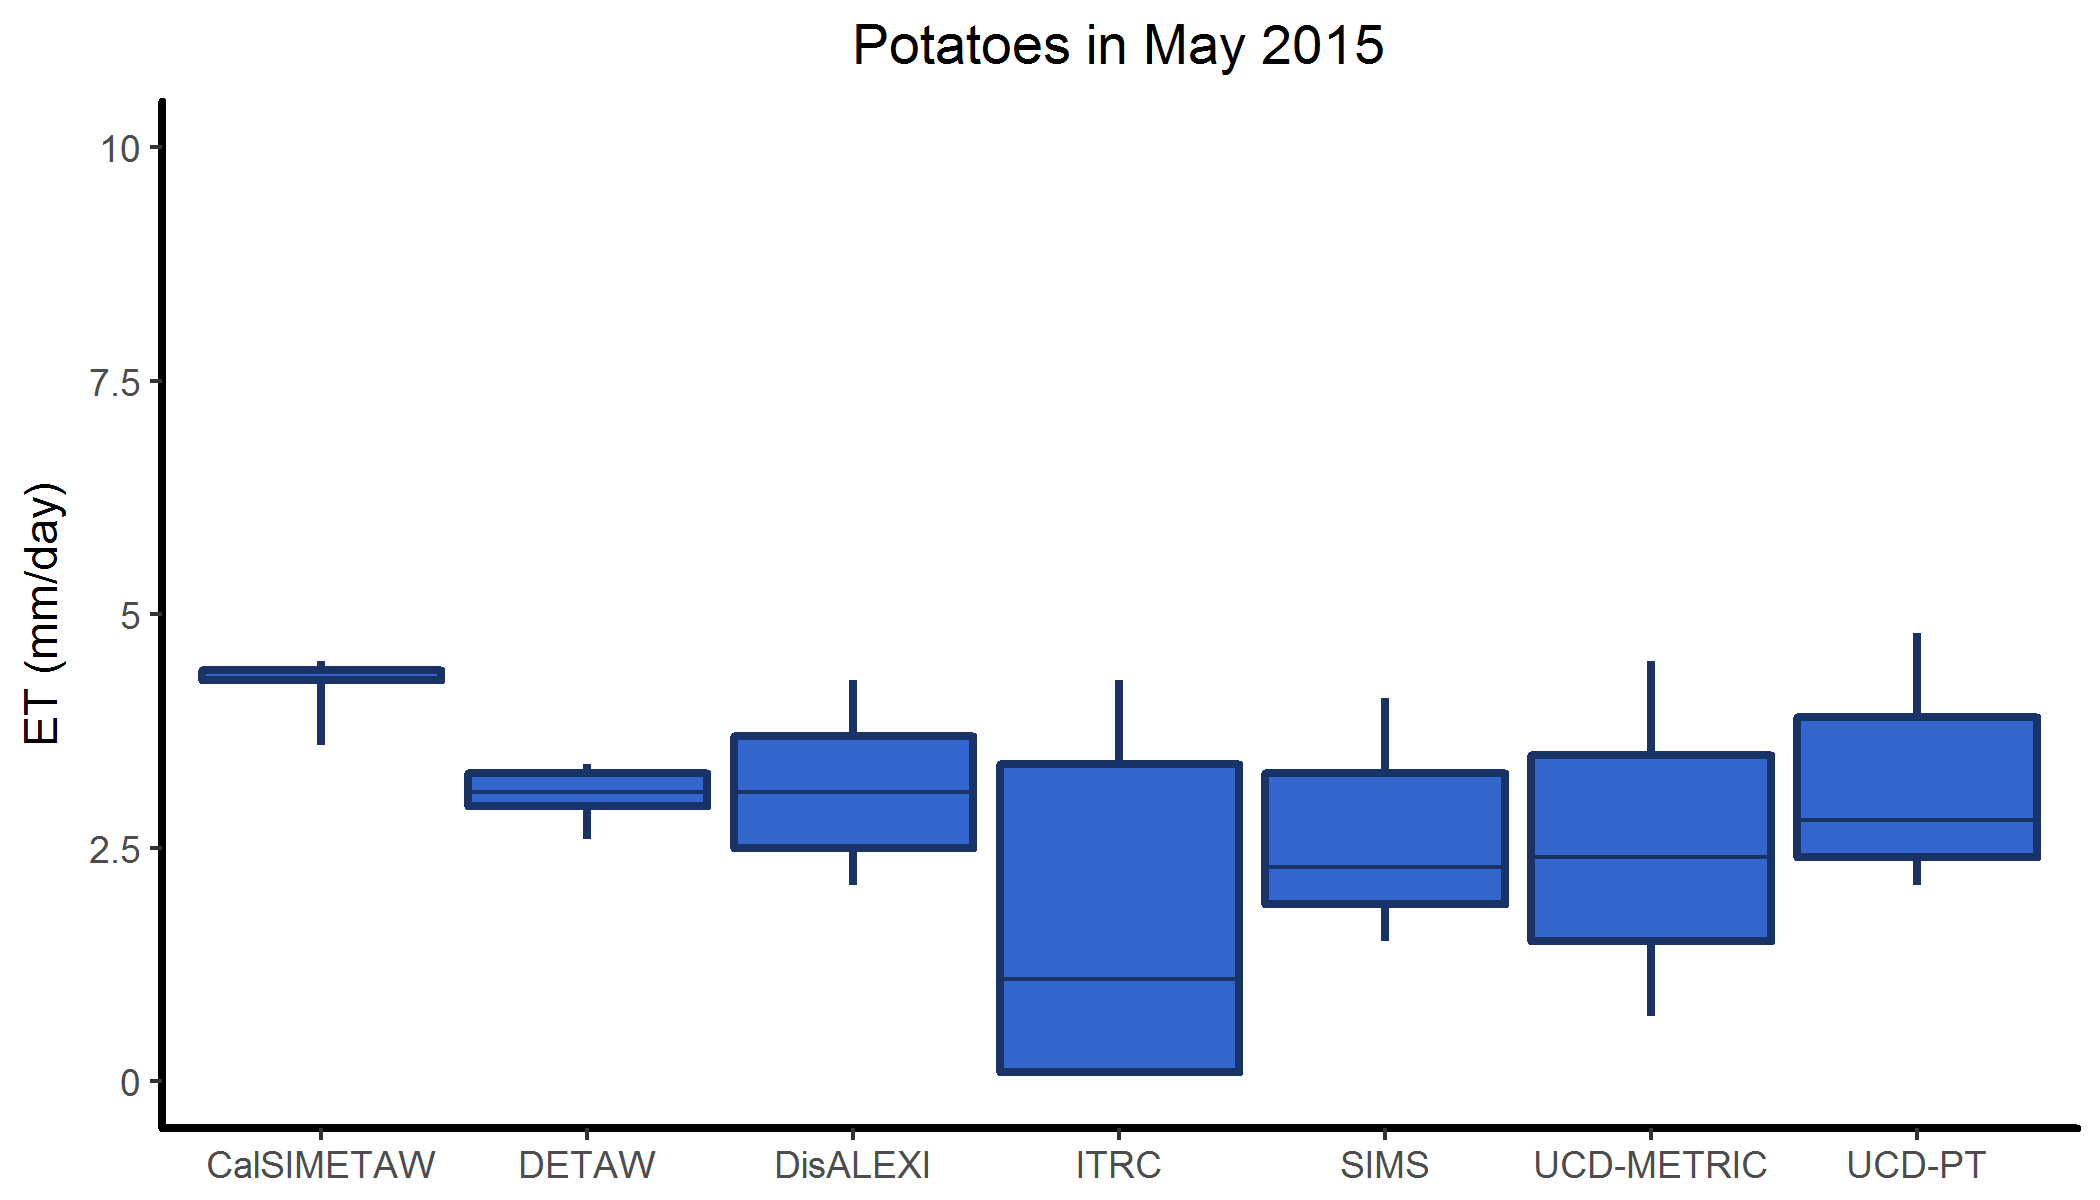 Potatoes in May 2015
ET (mm/day)
10
7.5
5
2.5
0
CalSIMETAW DETAW DisALEXI ITRC SIMS UCD-METRIC UCD-PT